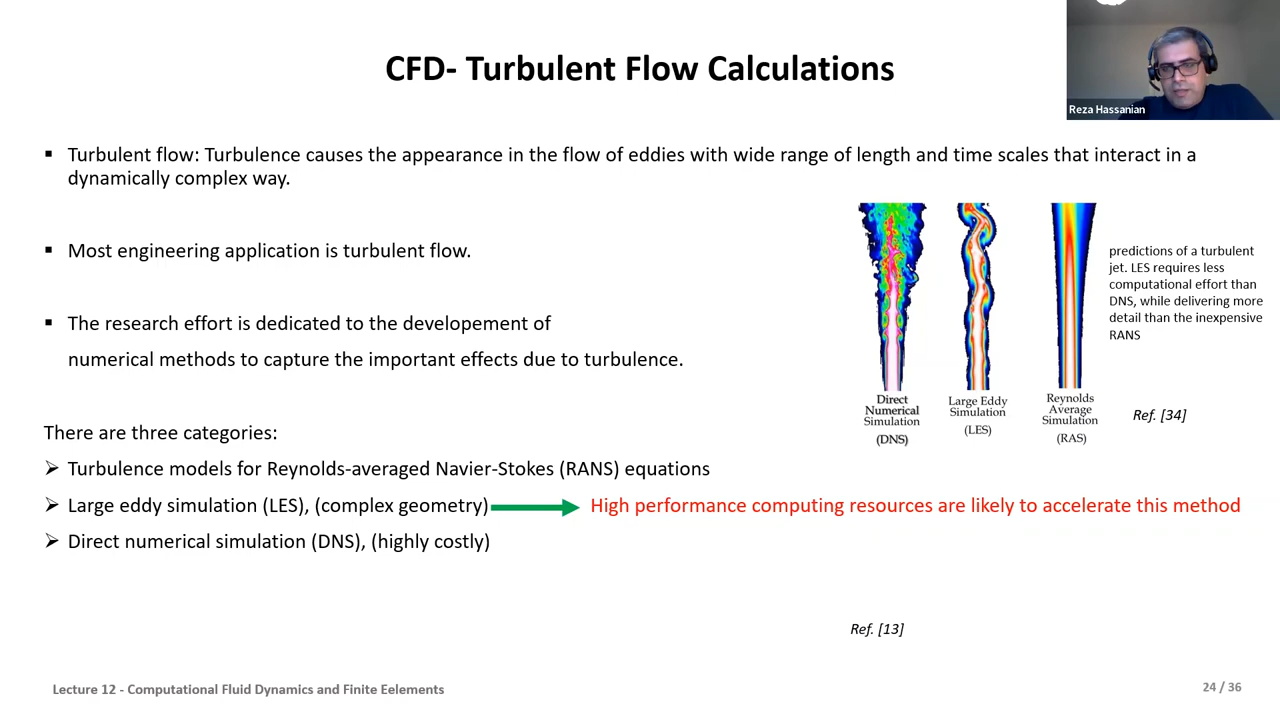 CFD- Turbulent Flow Calculations
Reza Hassanian
▪ Turbulent flow: Turbulence causes the appearance in the flow of eddies with wide range of length and time scales that interact in a
dynamically complex way.
▪ Most engineering application is turbulent flow.
▪ The research effort is dedicated to the developement of
numerical methods to capture the important effects due to turbulence.
predictions of a turbulent
jet. LES requires less
computational effort than
DNS, while delivering more
detail than the inexpensive
RANS
Direct
Numerical
Simulation
(DNS)
Large Eddy
Simulation
(LES)
Reynolds
Average
Simulation
(RAS)
Ref. [34]
There are three categories:
➢ Turbulence models for Reynolds-averaged Navier-Stokes (RANS) equations
➢ Large eddy simulation (LES), (complex geometry)
High performance computing resources are likely to accelerate this method
➢ Direct numerical simulation (DNS), (highly costly)
Ref. [13]
Lecture 12 - Computational Fluid Dynamics and Finite Eelements
24 / 36